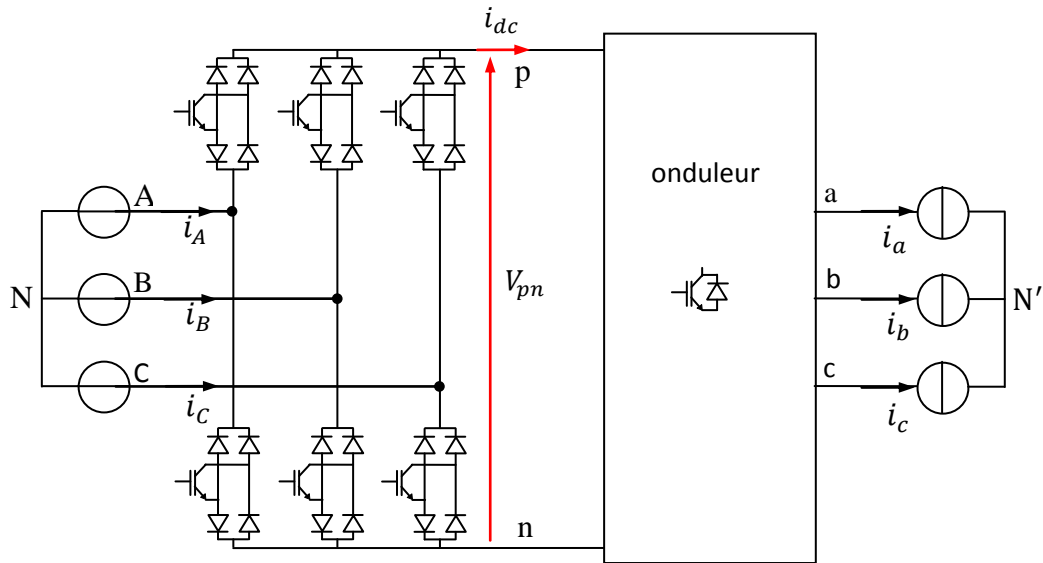 i_dc
p
onduleur
A
i_A
a
i_a
N
B
i_B
V_pn
b
i_b
N′
C
i_C
c
i_c
n